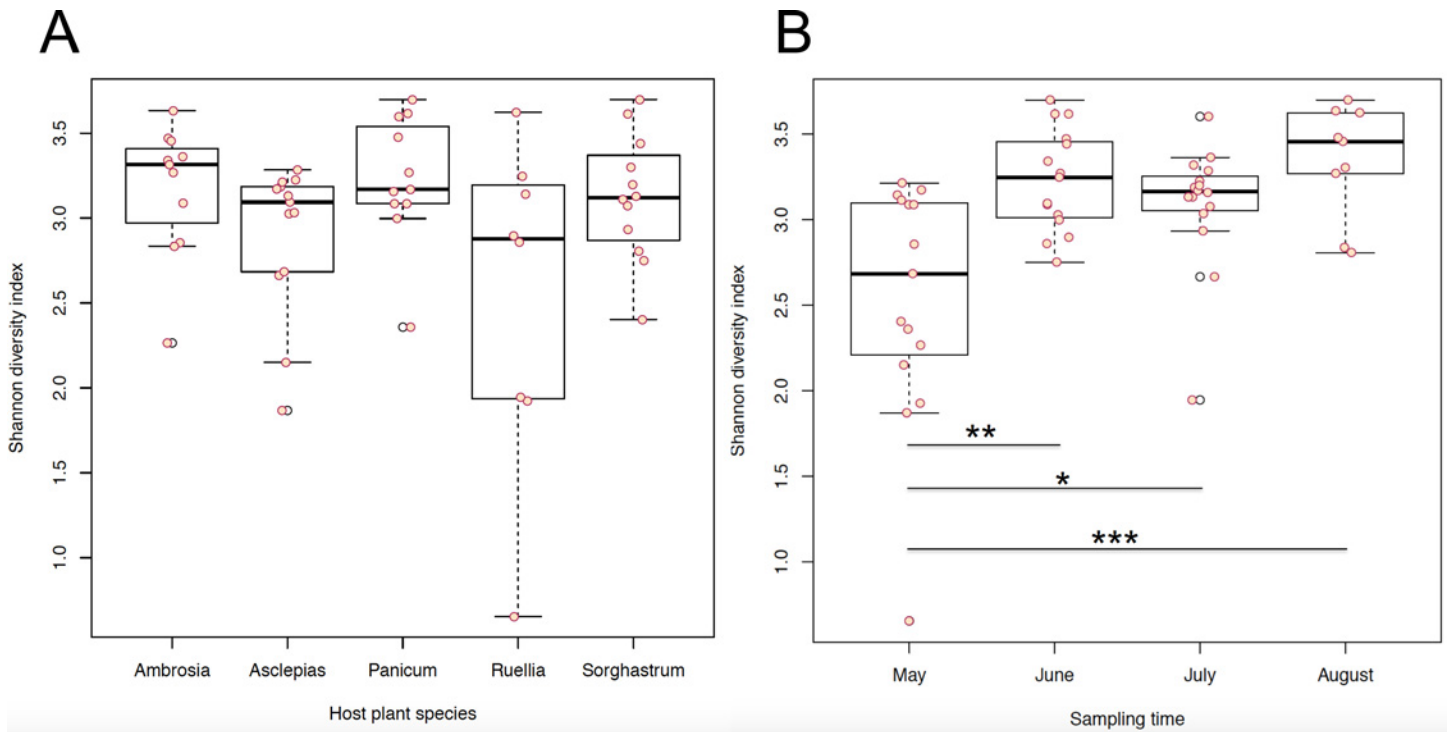 A
Shannon diversity index
3.5
3.0
2.5
2.0
1.5
1.0
Ambrosia Asclepias Panicum Ruellia Sorghastrum
Host plant species
B
Shannon diversity index
3.5
3.0
2.5
2.0
1.5
1.0
**
*
***
May June July August
Sampling time